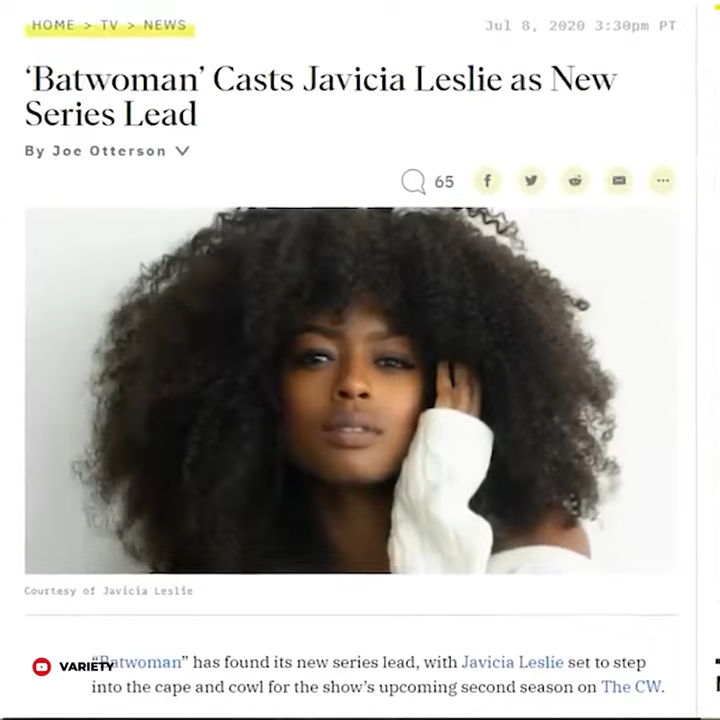 HOME > TV > NEWS
Jul 8, 2020 3:30pm PT
‘Batwoman’ Casts Javicia Leslie as New
Series Lead
By Joe Otterson
65
Courtesy of Javicia Leslie
“Batwoman” has found its new series lead, with Javicia Leslie set to step
VARIETY
into the cape and cowl for the show’s upcoming second season on The CW.